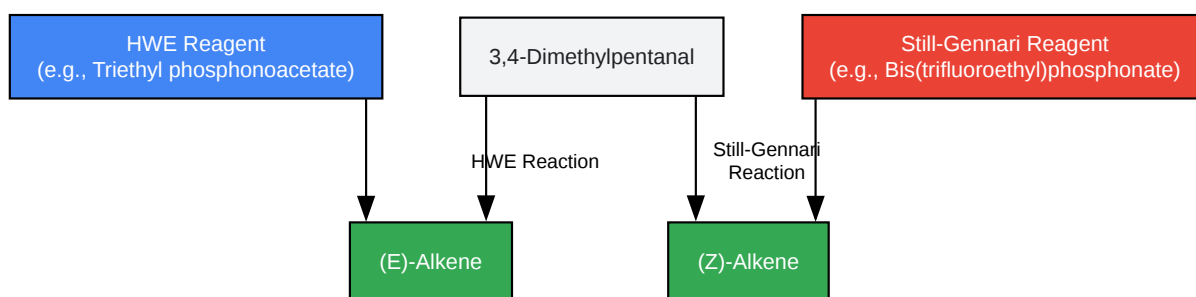 HWE Reagent
(e.g., Triethyl phosphonoacetate)
3,4-Dimethylpentanal
Still-Gennari Reagent
(e.g., Bis(trifluoroethyl)phosphonate)
HWE Reaction
Still-Gennari
Reaction
(E)-Alkene
(Z)-Alkene